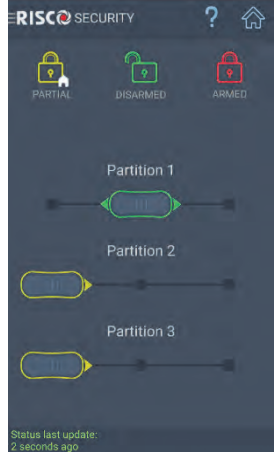 RISCO SECURITY ?
PARTIAL DISARMED ARMED
Partition 1
Partition 2
Partition 3
Status last update:
2 seconds ago